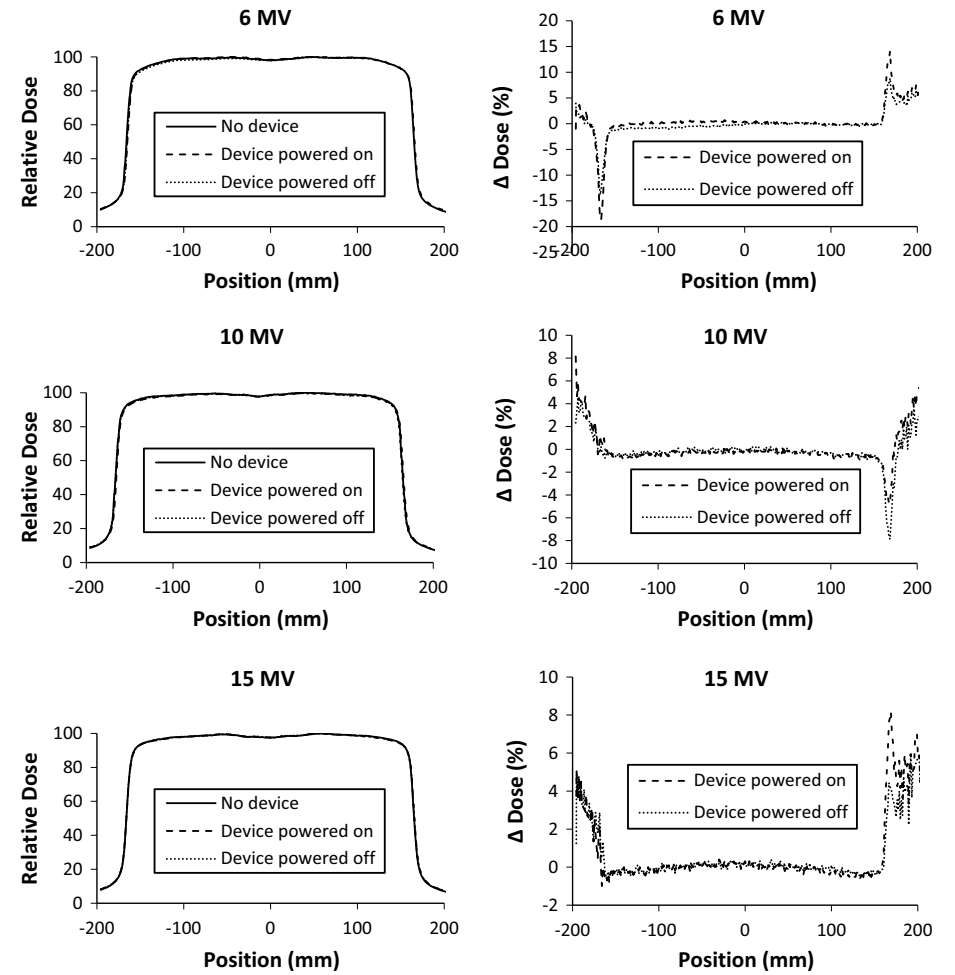 6 MV
Relative Dose
100
80
60
40
20
0
-200 -100 0 100 200
Position (mm)
No device
Device powered on
Device powered off
6 MV
Δ Dose (%)
20
15
10
5
0
-5
-10
-15
-20
-25
-200 -100 0 100 200
Position (mm)
Device powered on
Device powered off
10 MV
Relative Dose
100
80
60
40
20
0
-200 -100 0 100 200
Position (mm)
No device
Device powered on
Device powered off
10 MV
Δ Dose (%)
10
8
6
4
2
0
-2
-4
-6
-8
-10
-200 -100 0 100 200
Position (mm)
Device powered on
Device powered off
15 MV
Relative Dose
100
80
60
40
20
0
-200 -100 0 100 200
Position (mm)
No device
Device powered on
Device powered off
15 MV
Δ Dose (%)
10
8
6
4
2
0
-2
-200 -100 0 100 200
Position (mm)
Device powered on
Device powered off